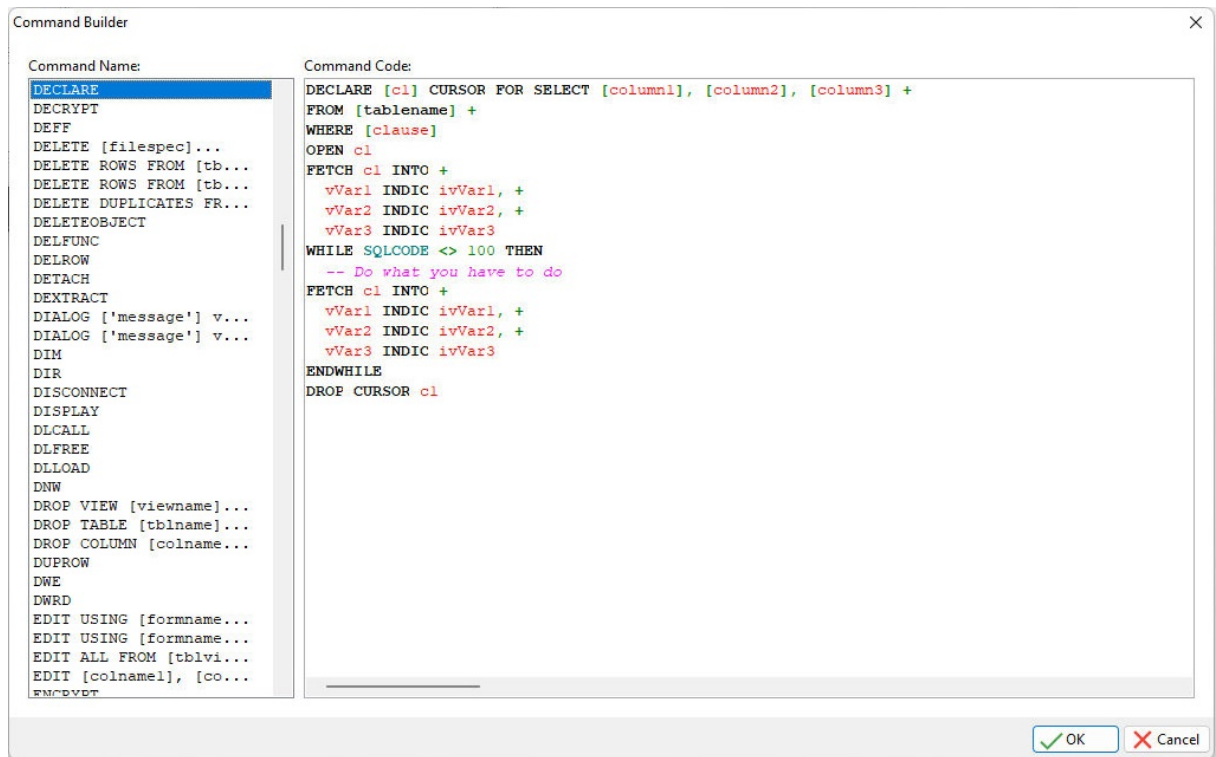 Command Builder
Command Name:
DECLARE
DECRYPT
DEFF
DELETE [filespec]...
DELETE ROWS FROM [tb...
DELETE ROWS FROM [tb...
DELETE DUPLICATES FR...
DELETEOBJECT
DELFUNC
DELROW
DETACH
DEXTRACT
DIALOG ['message'] v...
DIALOG ['message'] v...
DIM
DIR
DISCONNECT
DISPLAY
DLCALL
DLFREE
DLLOAD
DNW
DROP VIEW [viewname]...
DROP TABLE [tblname]...
DROP COLUMN [colname...
DUPROW
DWE
DWRD
EDIT USING [formname...
EDIT USING [formname...
EDIT ALL FROM [tblvi...
EDIT [colname1], [co...
ENCRYPT
Command Code:
DECLARE [c1] CURSOR FOR SELECT [column1], [column2], [column3] +
FROM [tablename] +
WHERE [clause]
OPEN c1
FETCH c1 INTO +
vVar1 INDIC ivVar1, +
vVar2 INDIC ivVar2, +
vVar3 INDIC ivVar3
WHILE SQLCODE <> 100 THEN
-- Do what you have to do
FETCH c1 INTO +
vVar1 INDIC ivVar1, +
vVar2 INDIC ivVar2, +
vVar3 INDIC ivVar3
ENDWHILE
DROP CURSOR c1
OK
Cancel